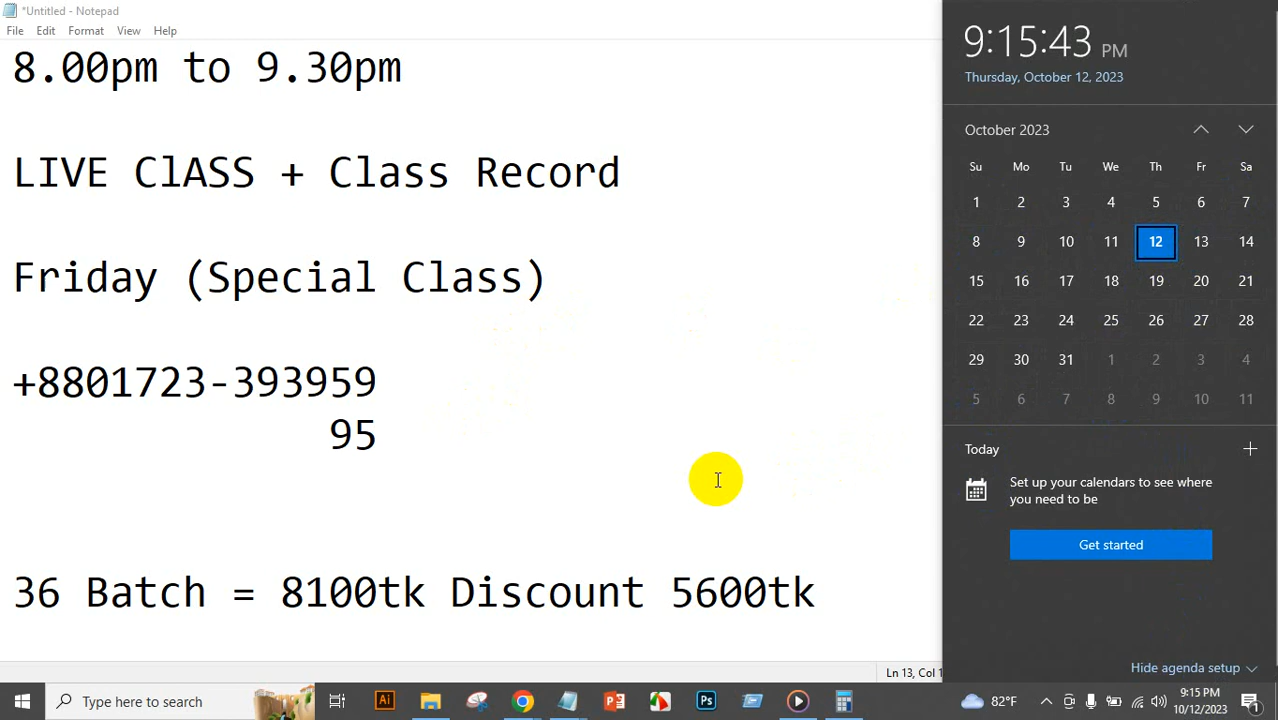 *Untitled - Notepad
File Edit Format View Help
8.00pm to 9.30pm
LIVE ClASS + Class Record
Friday (Special Class)
+8801723-393959
95
36 Batch = 8100tk Discount 5600tk
Ln 13, Col 1
9:15:43 PM
Thursday, October 12, 2023
October 2023
Su Mo Tu We Th Fr Sa
1 2 3 4 5 6 7
8 9 10 11 12 13 14
15 16 17 18 19 20 21
22 23 24 25 26 27 28
29 30 31 1 2 3 4
5 6 7 8 9 10 11
Today
Set up your calendars to see where
you need to be
Get started
Hide agenda setup
Type here to search
Ai
Ps
82°F
9:15 PM
10/12/2023
1